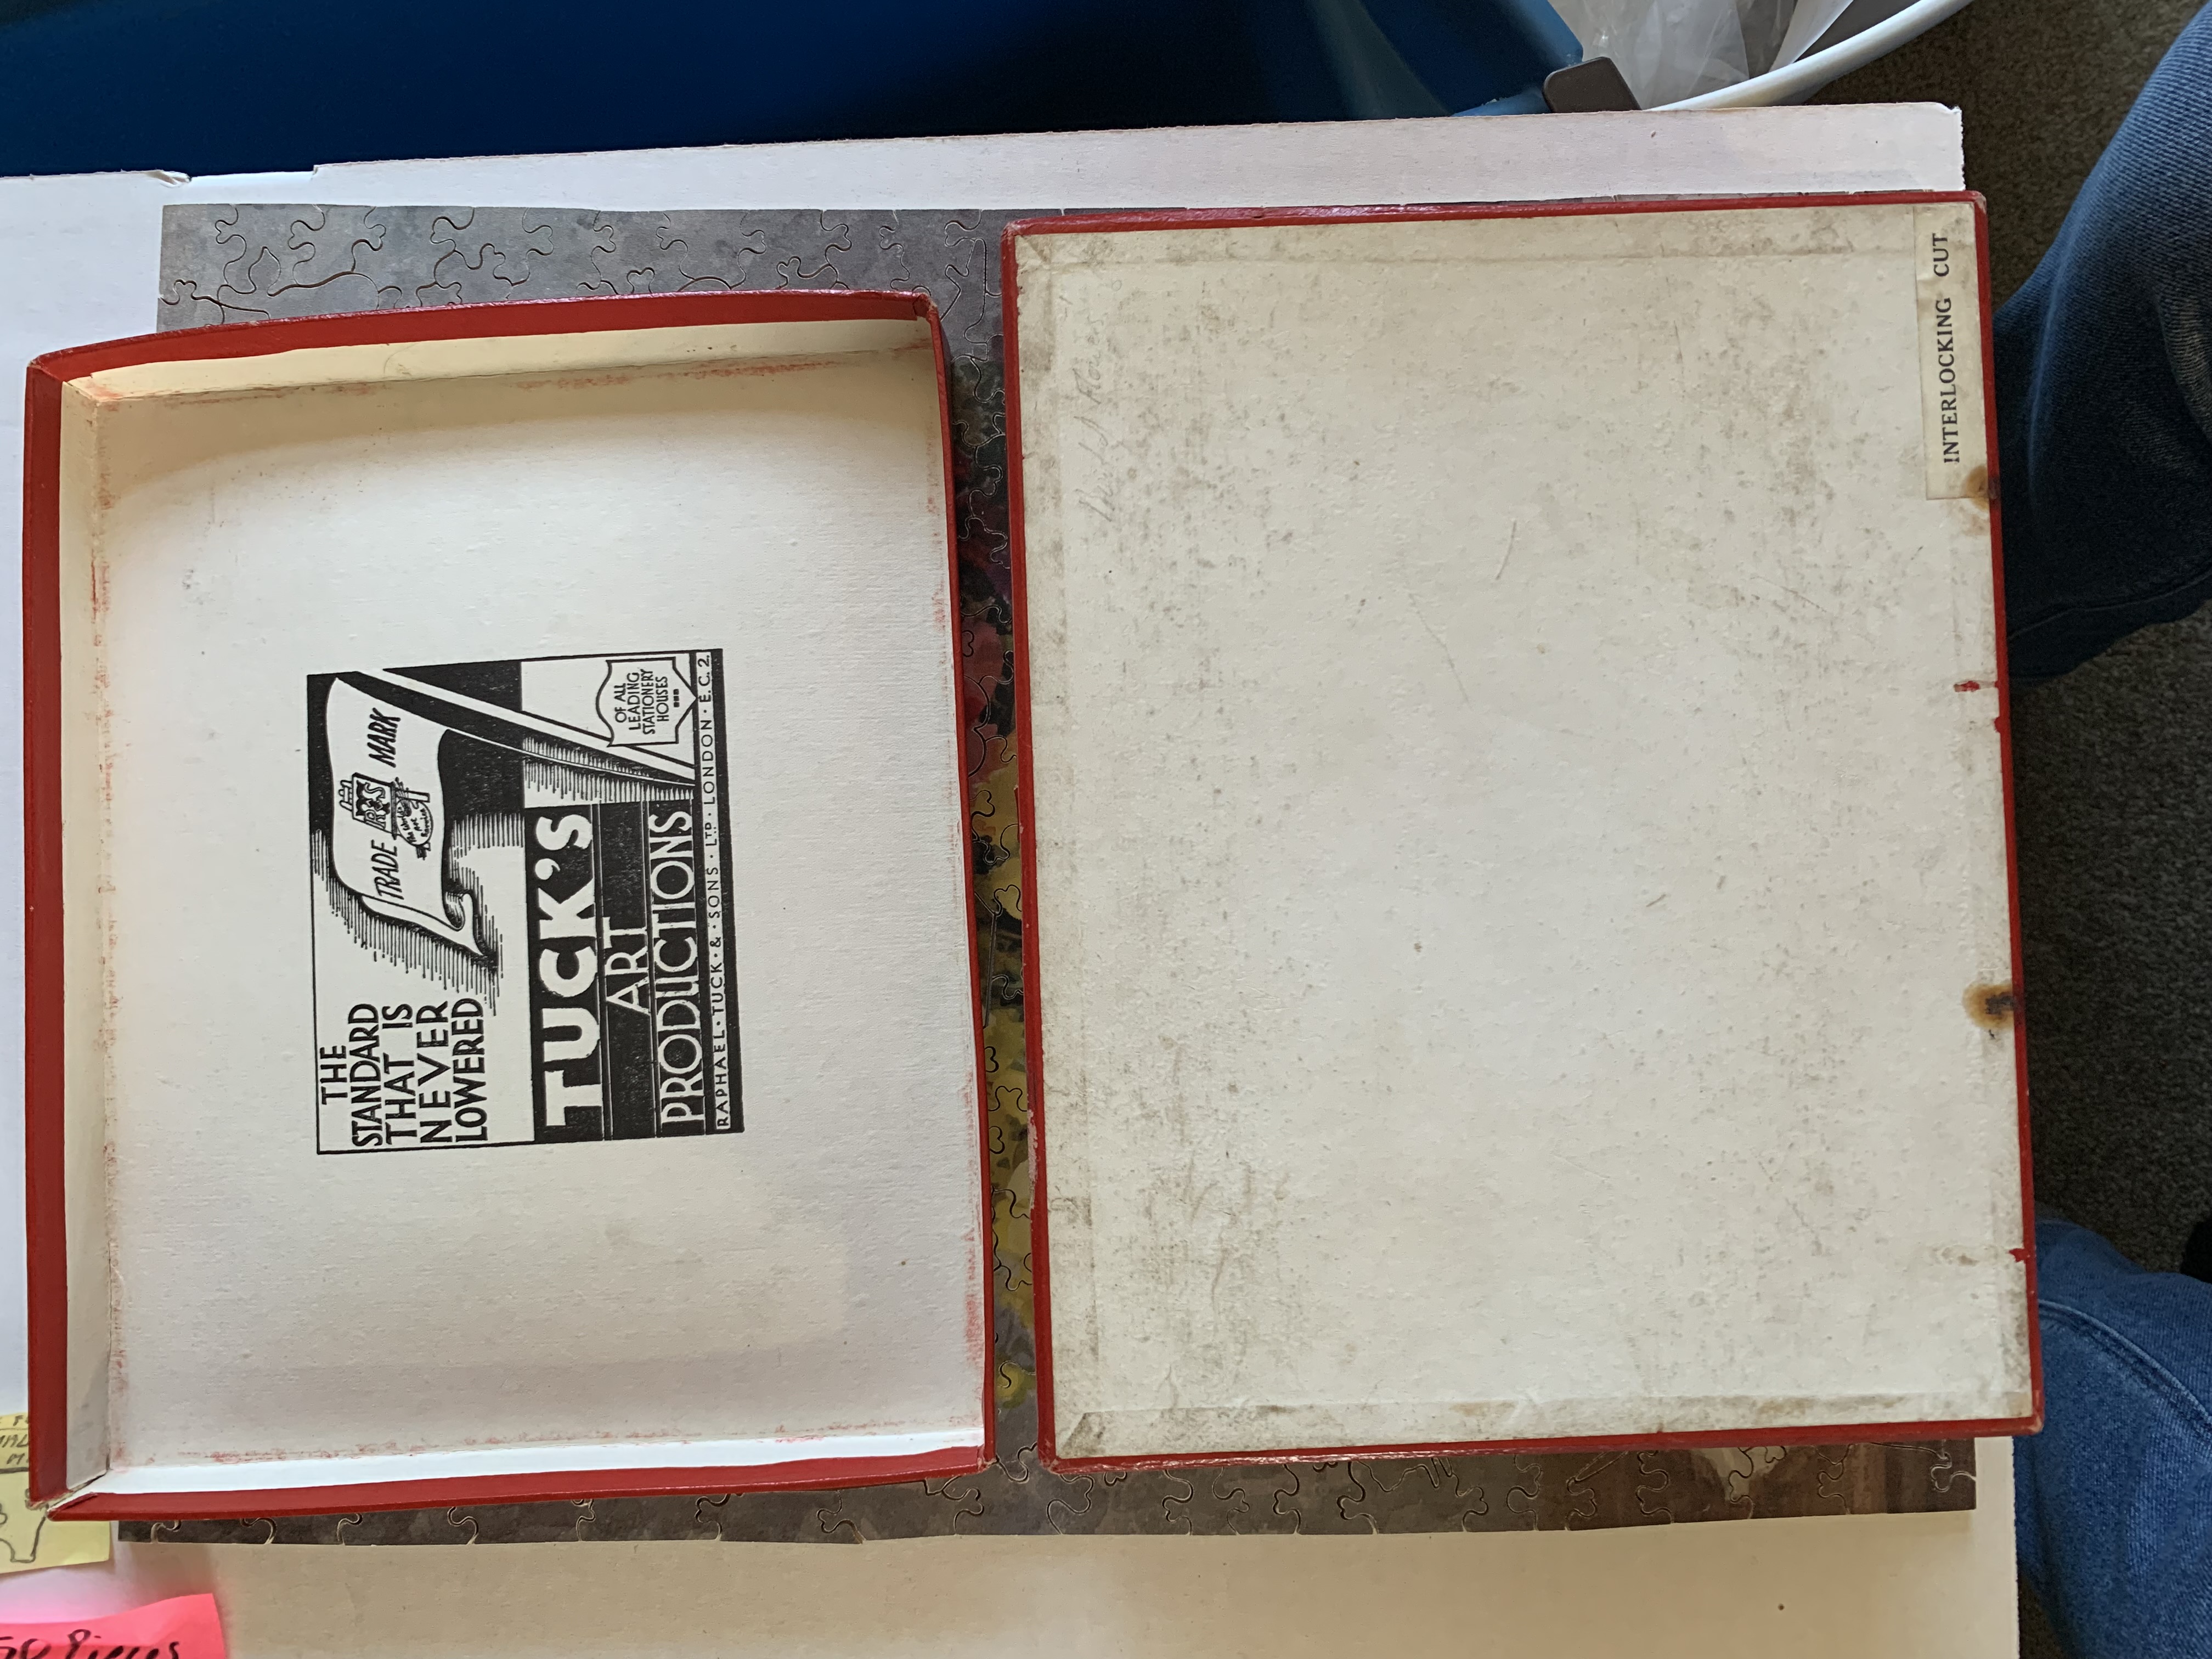 THE
STANDARD
THAT IS
NEVER
LOWERED
TRADE MARK
R&S
OF ALL
LEADING
STATIONERY
HOUSES
TUCK'S
ART
PRODUCTIONS
RAPHAEL·TUCK·&·SONS·LTD·LONDON·E.C.2.
INTERLOCKING CUT
Pieces